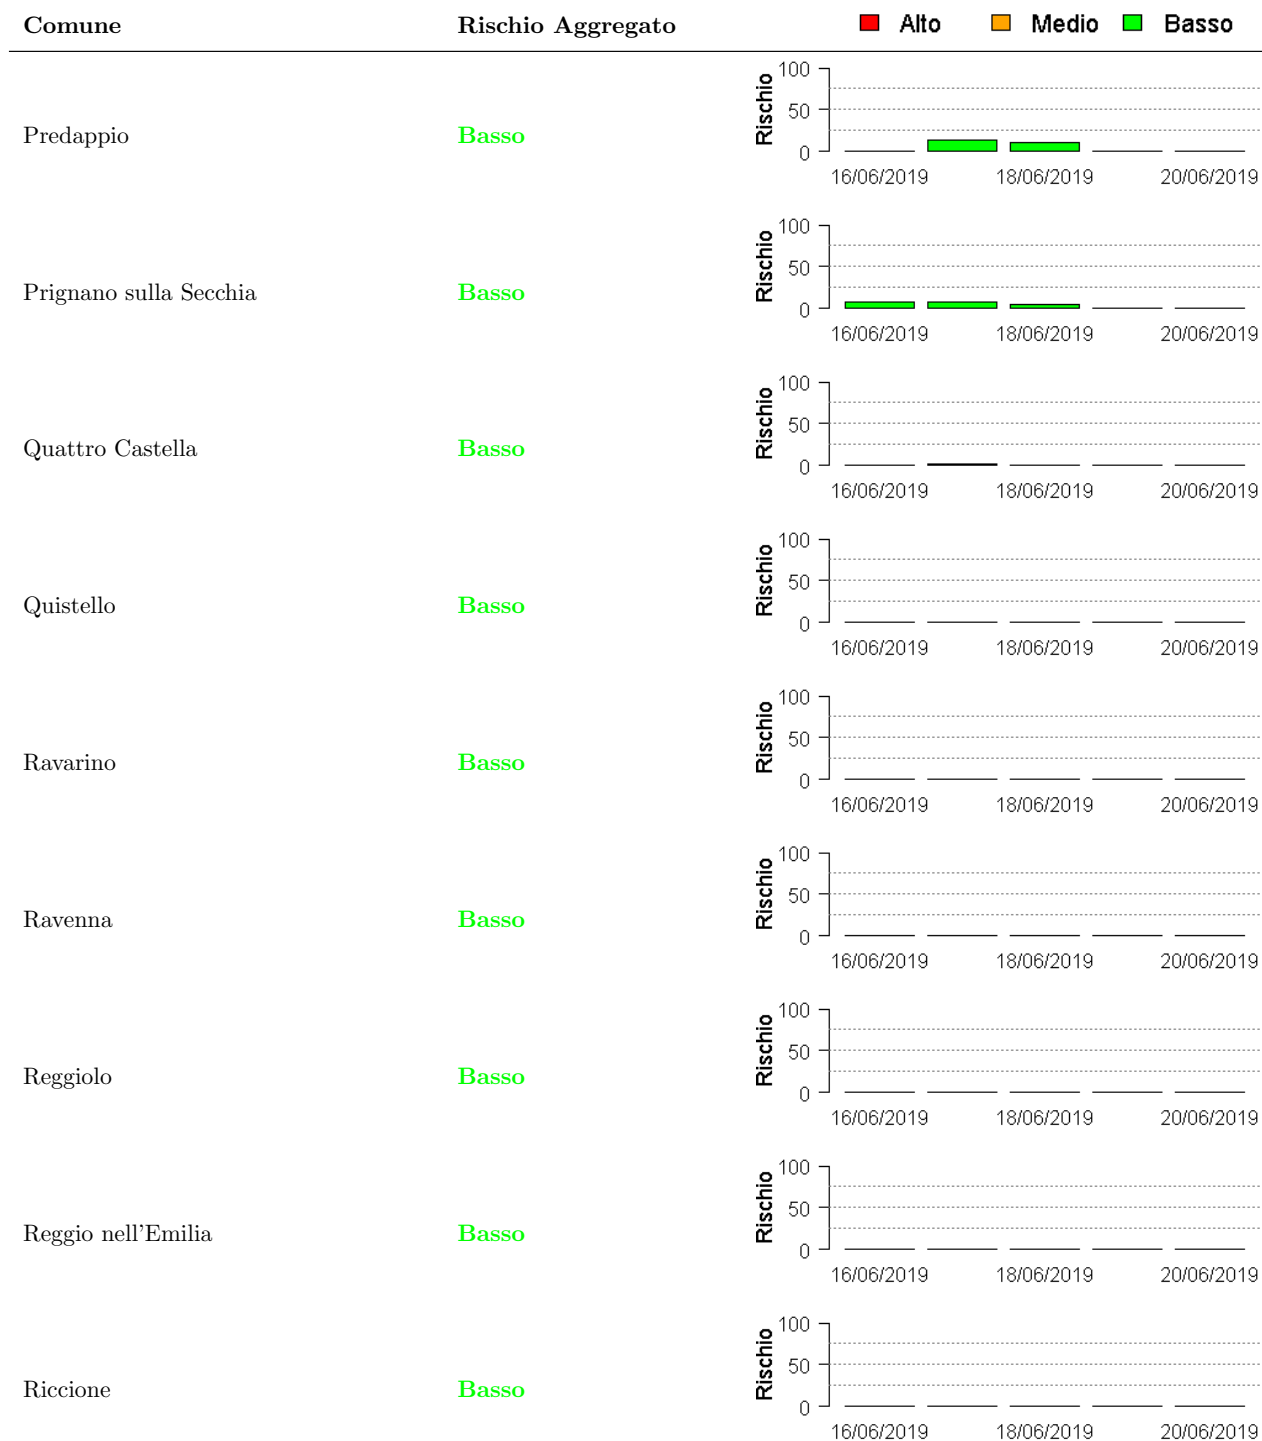 Comune Rischio Aggregato Alto Medio Basso
100
50
0
Rischio
Predappio Basso
16/06/2019 18/06/2019 20/06/2019
100
50
0
Rischio
Prignano sulla Secchia Basso
16/06/2019 18/06/2019 20/06/2019
100
50
0
Rischio
Quattro Castella Basso
16/06/2019 18/06/2019 20/06/2019
100
50
0
Rischio
Quistello Basso
16/06/2019 18/06/2019 20/06/2019
100
50
0
Rischio
Ravarino Basso
16/06/2019 18/06/2019 20/06/2019
100
50
0
Rischio
Ravenna Basso
16/06/2019 18/06/2019 20/06/2019
100
50
0
Rischio
Reggiolo Basso
16/06/2019 18/06/2019 20/06/2019
100
50
0
Rischio
Reggio nell'Emilia Basso
16/06/2019 18/06/2019 20/06/2019
100
50
0
Rischio
Riccione Basso
16/06/2019 18/06/2019 20/06/2019